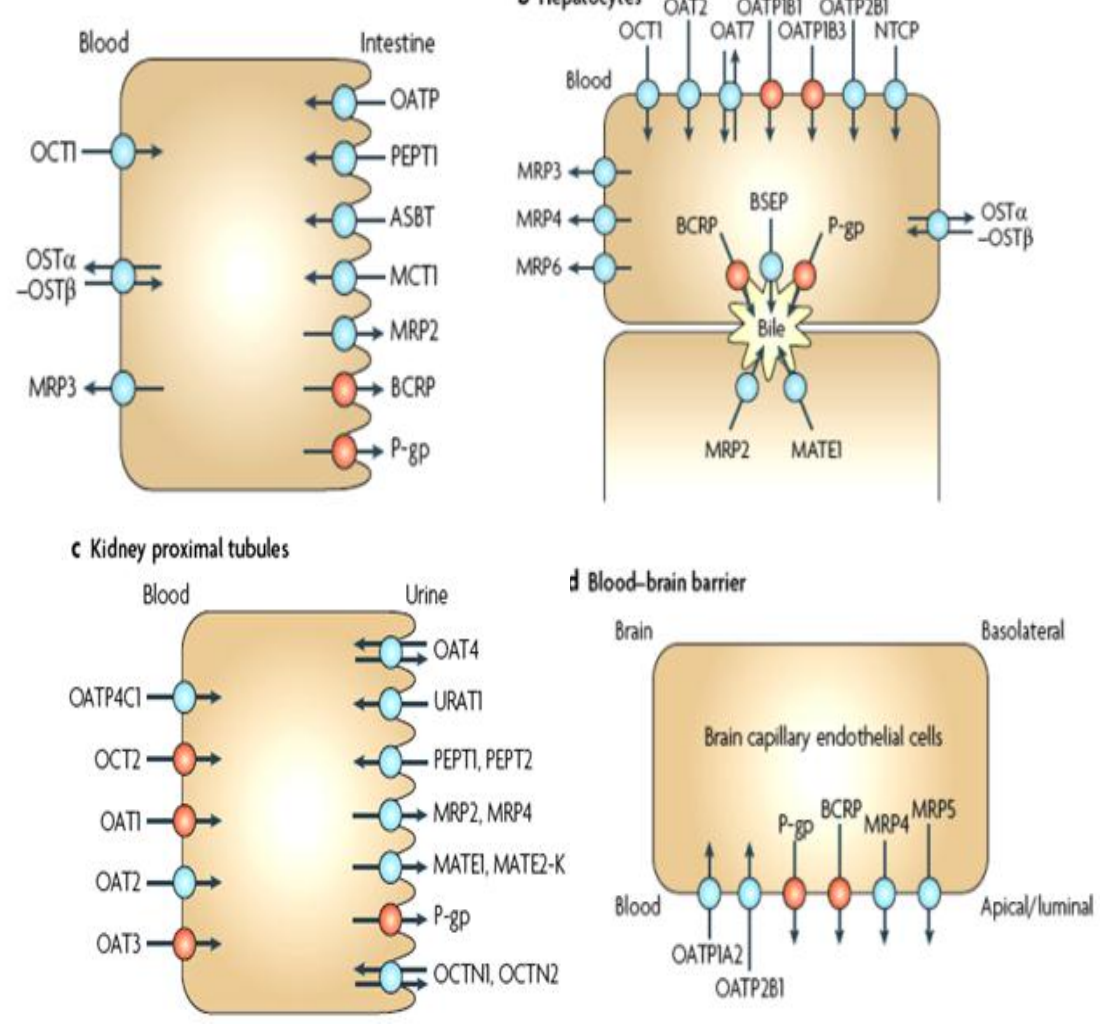 Blood
Intestine
OCT1
OSTα
–OSTβ
MRP3
OATP
PEPT1
ASBT
MCT1
MRP2
BCRP
P-gp
Hepatocytes
OAT2
OATP1B1
OATP2B1
OCT1
OAT7
OATP1B3
NTCP
Blood
MRP3
MRP4
MRP6
BCRP
BSEP
P-gp
OSTα
–OSTβ
Bile
MRP2
MATE1
c Kidney proximal tubules
Blood
Urine
OATP4C1
OCT2
OAT1
OAT2
OAT3
OAT4
URAT1
PEPT1, PEPT2
MRP2, MRP4
MATE1, MATE2-K
P-gp
OCTN1, OCTN2
d Blood–brain barrier
Brain
Basolateral
Brain capillary endothelial cells
P-gp
BCRP
MRP4
MRP5
Blood
Apical/luminal
OATP1A2
OATP2B1